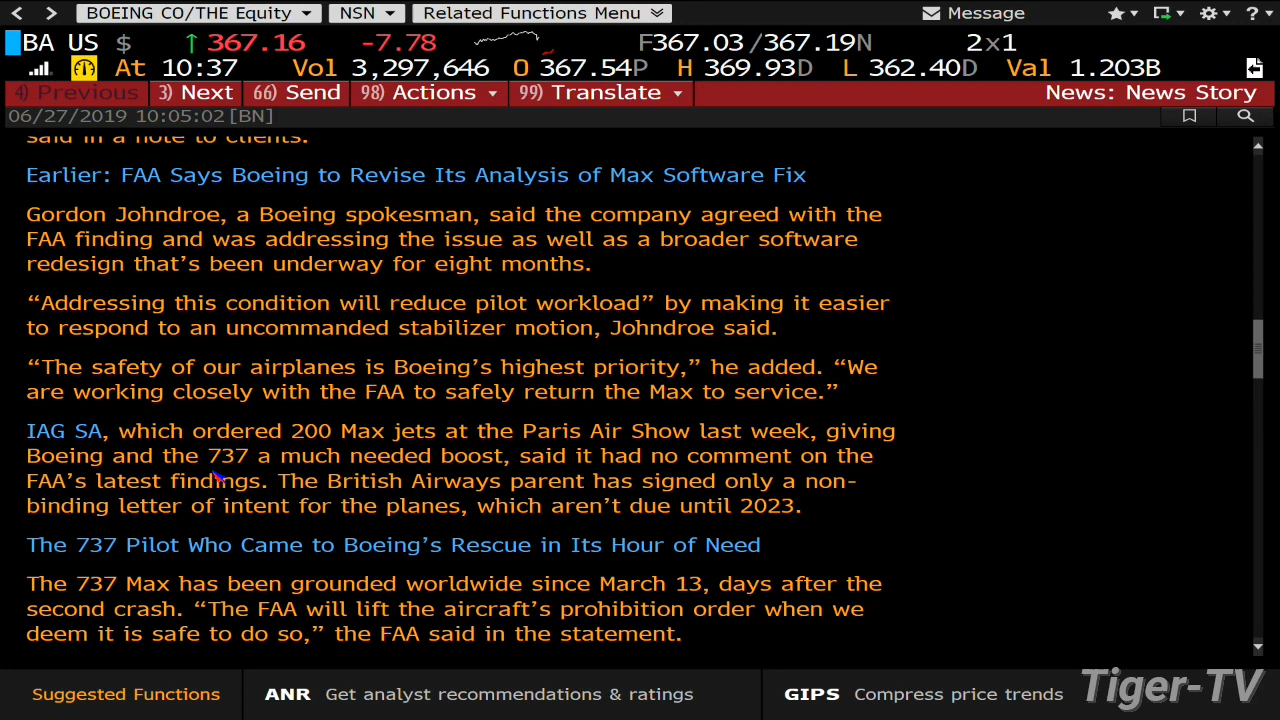 BOEING CO/THE Equity NSN Related Functions Menu Message ?
BA US $ ↑ 367.16 -7.78 F367.03 /367.19N 2×1
At 10:37 Vol 3,297,646 O 367.54P H 369.93D L 362.40D Val 1.203B
4) Previous 3) Next 66) Send 98) Actions 99) Translate News: News Story
06/27/2019 10:05:02 [BN]
said in a note to clients.
Earlier: FAA Says Boeing to Revise Its Analysis of Max Software Fix
Gordon Johndroe, a Boeing spokesman, said the company agreed with the
FAA finding and was addressing the issue as well as a broader software
redesign that’s been underway for eight months.
“Addressing this condition will reduce pilot workload” by making it easier
to respond to an uncommanded stabilizer motion, Johndroe said.
“The safety of our airplanes is Boeing’s highest priority,” he added. “We
are working closely with the FAA to safely return the Max to service.”
IAG SA, which ordered 200 Max jets at the Paris Air Show last week, giving
Boeing and the 737 a much needed boost, said it had no comment on the
FAA’s latest findings. The British Airways parent has signed only a non-
binding letter of intent for the planes, which aren’t due until 2023.
The 737 Pilot Who Came to Boeing’s Rescue in Its Hour of Need
The 737 Max has been grounded worldwide since March 13, days after the
second crash. “The FAA will lift the aircraft’s prohibition order when we
deem it is safe to do so,” the FAA said in the statement.
Suggested Functions ANR Get analyst recommendations & ratings GIPS Compress price trends
Tiger-TV